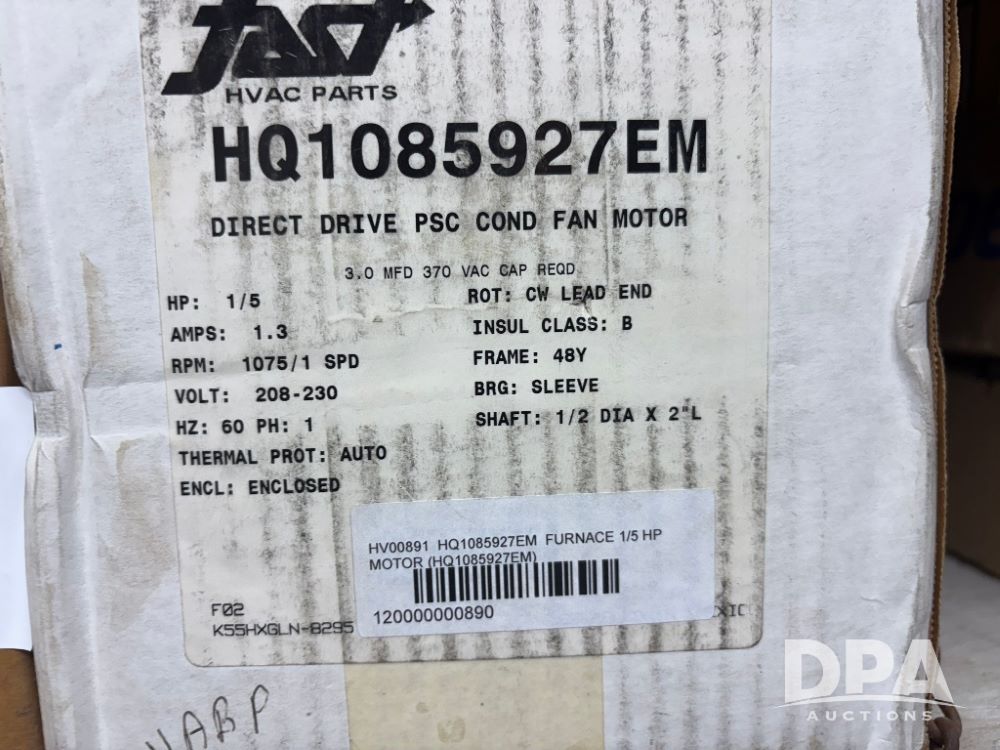 fast
HVAC PARTS
HQ1085927EM
DIRECT DRIVE PSC COND FAN MOTOR
3.0 MFD 370 VAC CAP REQD
HP: 1/5
AMPS: 1.3
RPM: 1075/1 SPD
VOLT: 208-230
HZ: 60 PH: 1
THERMAL PROT: AUTO
ENCL: ENCLOSED
ROT: CW LEAD END
INSUL CLASS: B
FRAME: 48Y
BRG: SLEEVE
SHAFT: 1/2 DIA X 2"L
HV00891 HQ1085927EM FURNACE 1/5 HP
MOTOR (HQ1085927EM)
120000000890
F02
K55HXGLN-8295
DPA
AUCTIONS